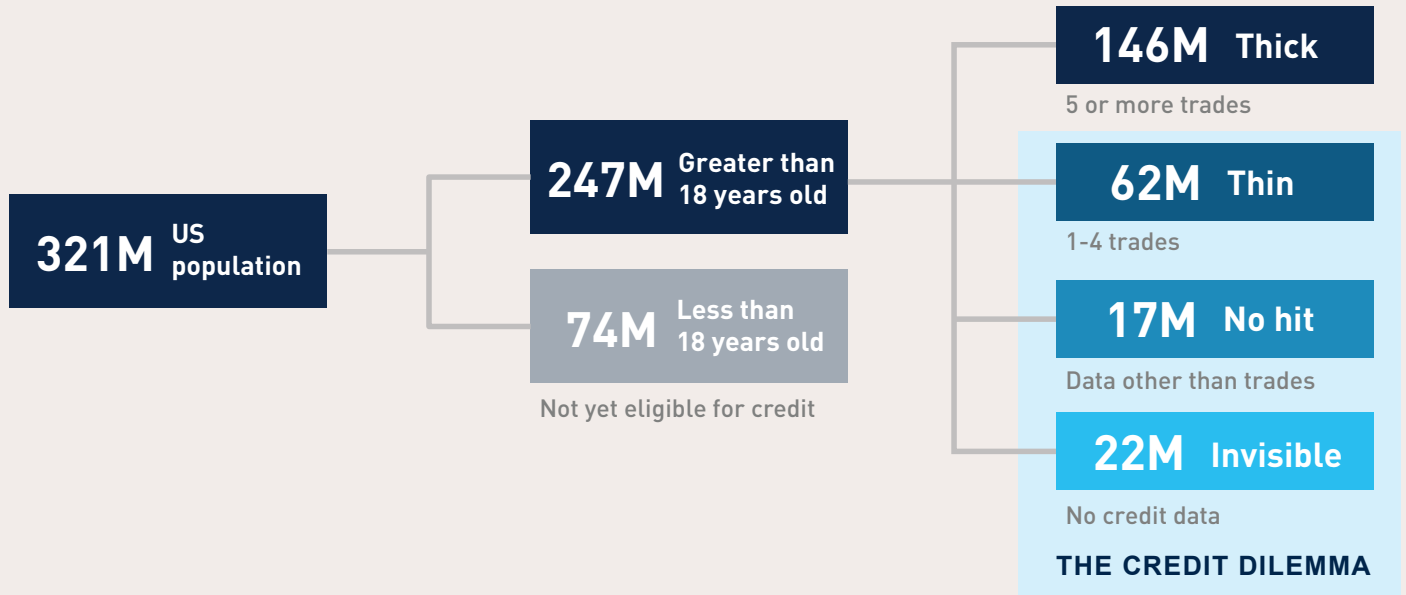 321M US population
247M Greater than 18 years old
74M Less than 18 years old
Not yet eligible for credit
146M Thick
5 or more trades
62M Thin
1-4 trades
17M No hit
Data other than trades
22M Invisible
No credit data
THE CREDIT DILEMMA